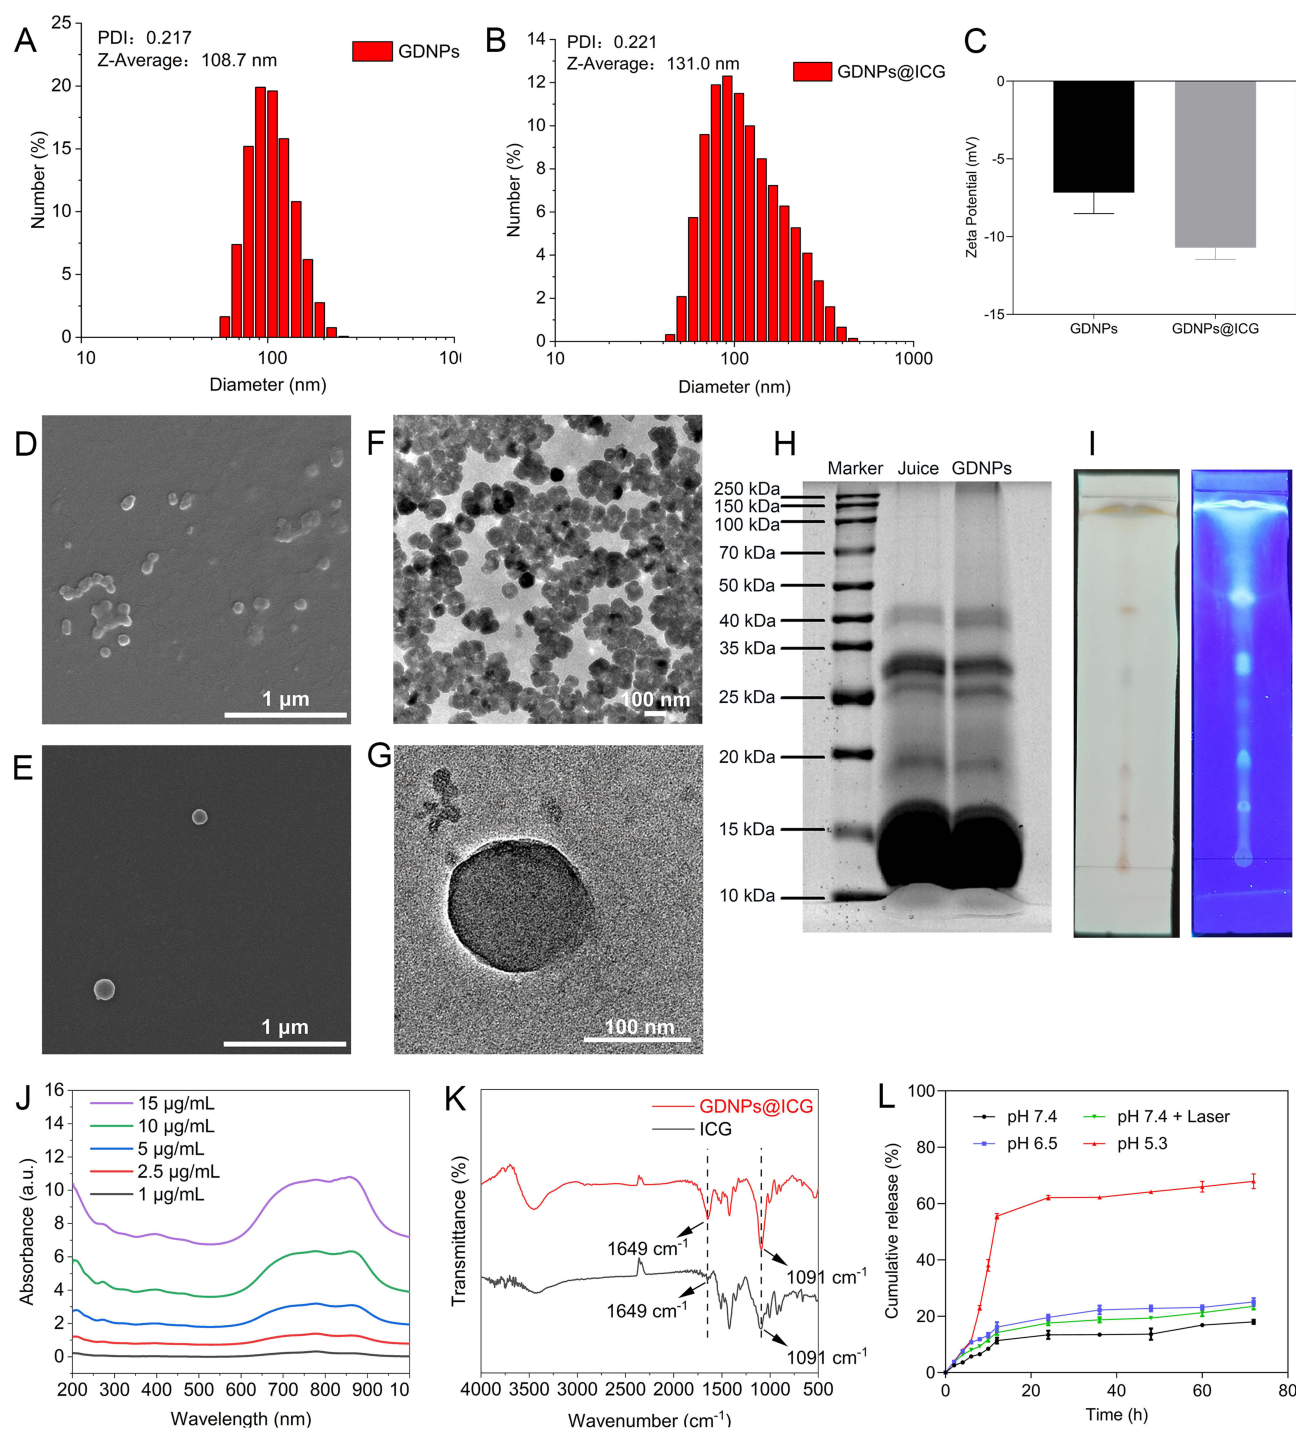 A
25
20
15
10
5
0
Number (%)
PDI：0.217
Z-Average：108.7 nm
GDNPs
10
100
Diameter (nm)
B
14
12
10
8
6
4
2
0
Number (%)
PDI：0.221
Z-Average：131.0 nm
GDNPs@ICG
10
100
1000
Diameter (nm)
C
0
-5
-10
-15
Zeta Potential (mV)
GDNPs
GDNPs@ICG
D
1 μm
E
1 μm
F
100 nm
G
100 nm
H
Marker Juice GDNPs
250 kDa
150 kDa
100 kDa
70 kDa
50 kDa
40 kDa
35 kDa
25 kDa
20 kDa
15 kDa
10 kDa
I
J
16
14
12
10
8
6
4
2
0
Absorbance (a.u.)
15 μg/mL
10 μg/mL
5 μg/mL
2.5 μg/mL
1 μg/mL
200 300 400 500 600 700 800 900 10
Wavelength (nm)
K
GDNPs@ICG
ICG
Transmittance (%)
1649 cm⁻¹
1091 cm⁻¹
1649 cm⁻¹
1091 cm⁻¹
4000 3500 3000 2500 2000 1500 1000 500
Wavenumber (cm⁻¹)
L
100
80
60
40
20
0
Cumulative release (%)
pH 7.4
pH 7.4 + Laser
pH 6.5
pH 5.3
0 20 40 60 80
Time (h)